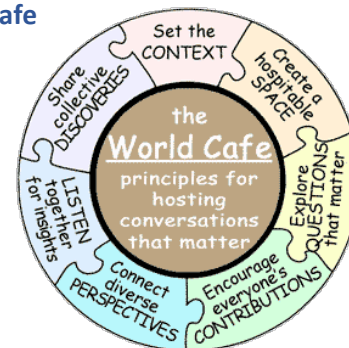 afe
Set the
CONTEXT
Create a
hospitable
SPACE
Explore
QUESTIONS
that matter
Encourage
everyone's
CONTRIBUTIONS
Connect
diverse
PERSPECTIVES
LISTEN
together
for insights
Share
collective
DISCOVERIES
the
World Cafe
principles for
hosting
conversations
that matter